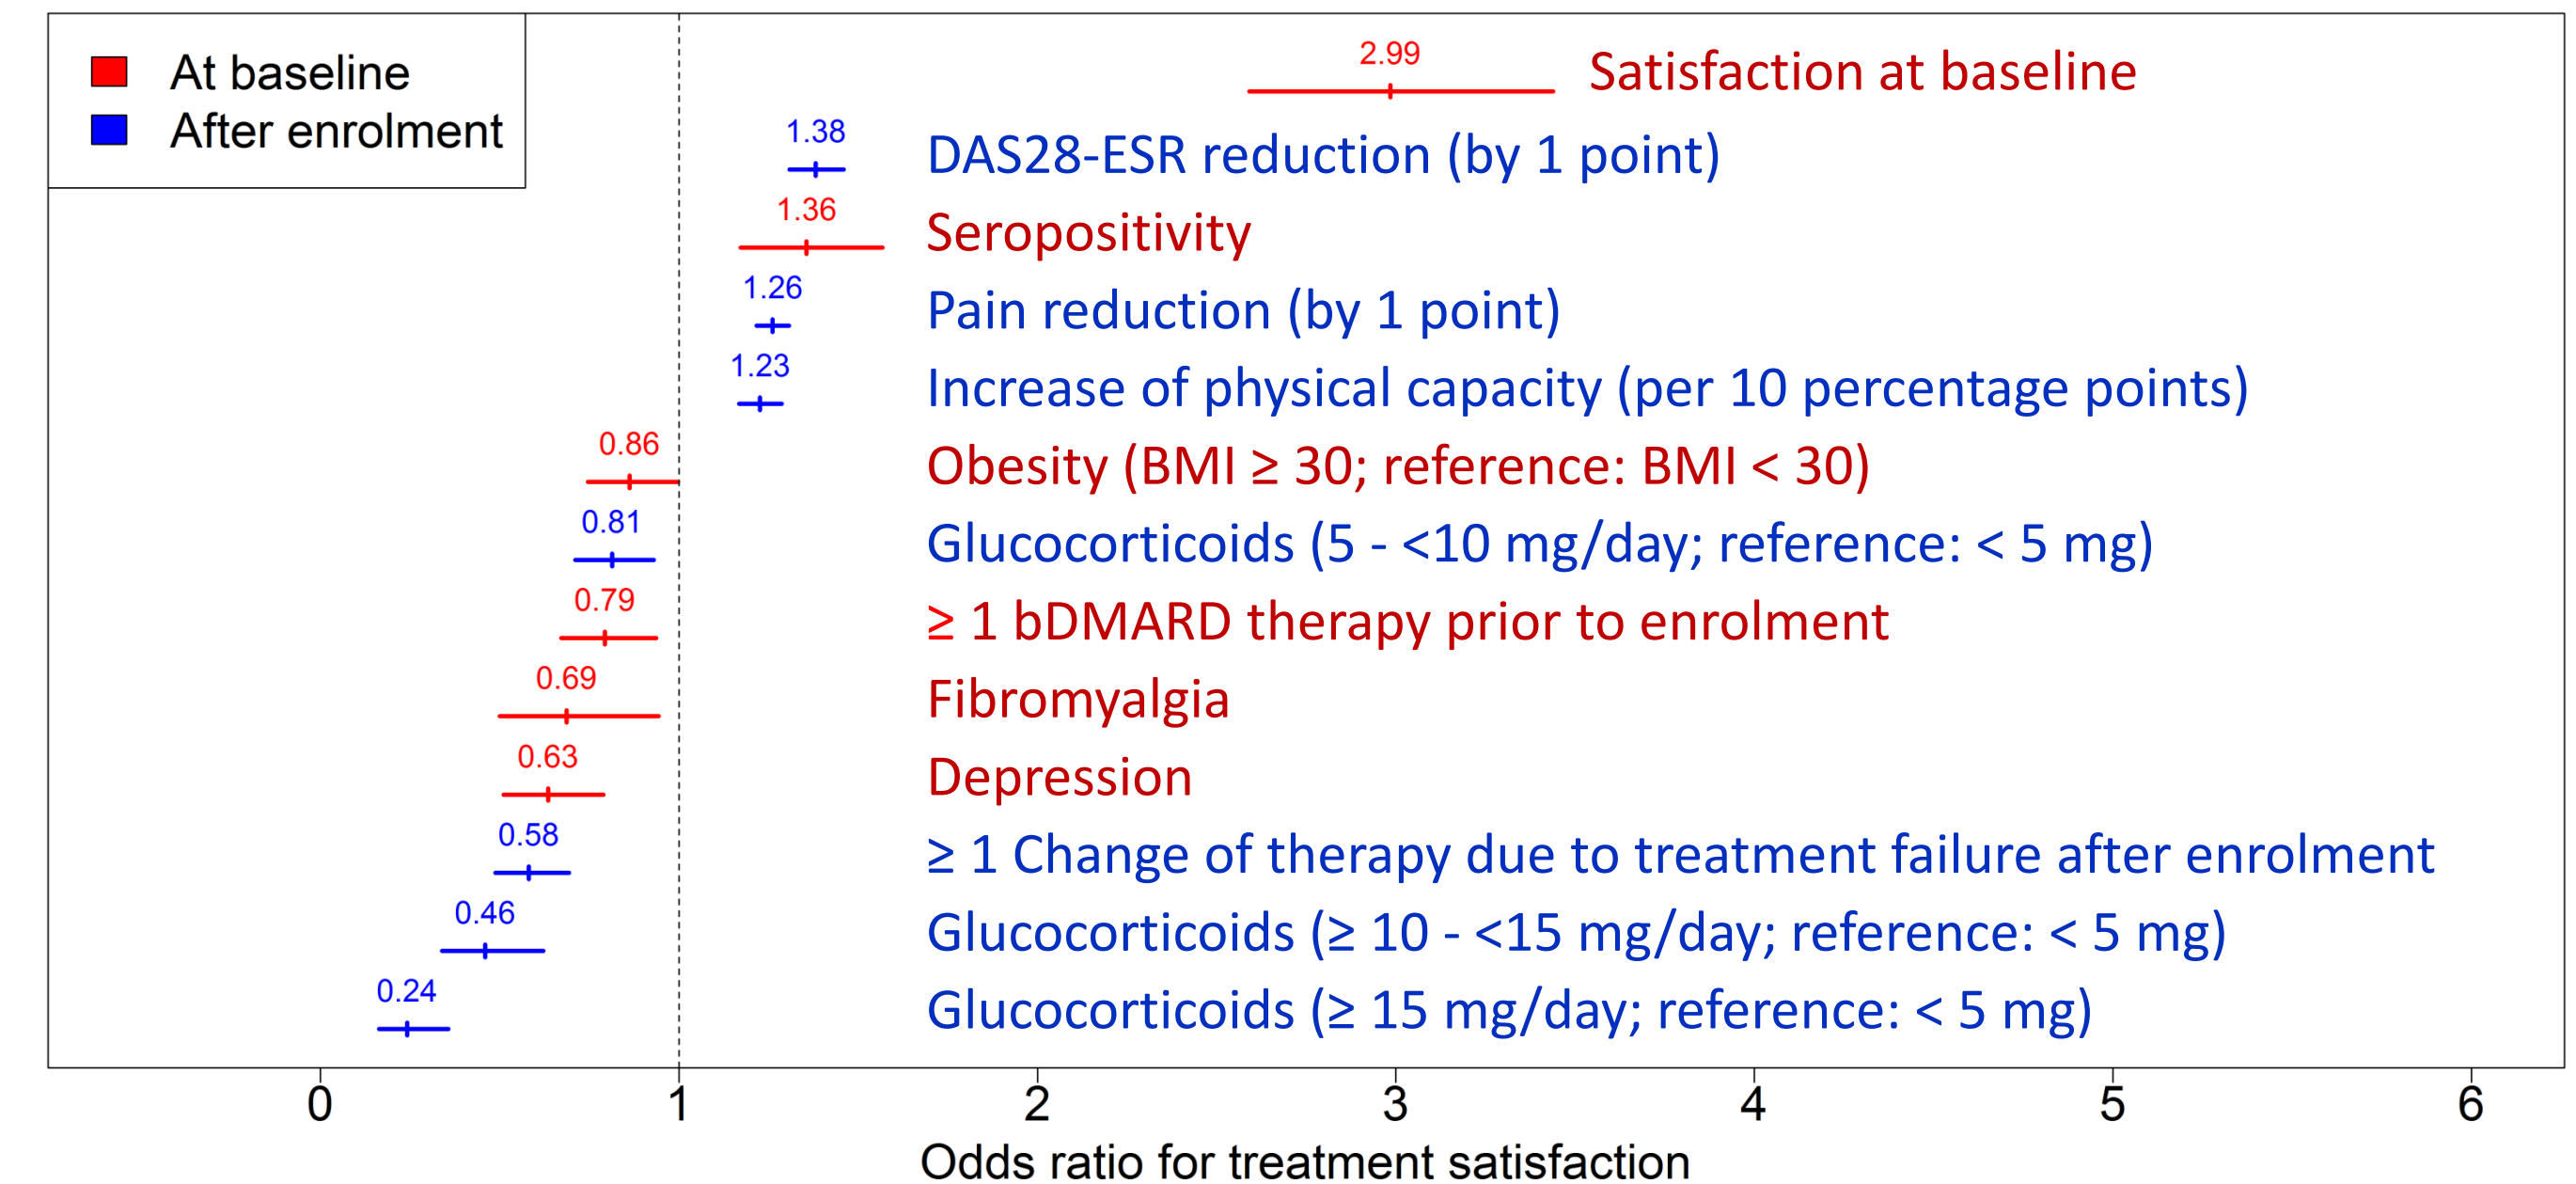 At baseline
After enrolment
2.99
Satisfaction at baseline
1.38
DAS28-ESR reduction (by 1 point)
1.36
Seropositivity
1.26
Pain reduction (by 1 point)
1.23
Increase of physical capacity (per 10 percentage points)
0.86
Obesity (BMI ≥ 30; reference: BMI < 30)
0.81
Glucocorticoids (5 - <10 mg/day; reference: < 5 mg)
0.79
≥ 1 bDMARD therapy prior to enrolment
0.69
Fibromyalgia
0.63
Depression
0.58
≥ 1 Change of therapy due to treatment failure after enrolment
0.46
Glucocorticoids (≥ 10 - <15 mg/day; reference: < 5 mg)
0.24
Glucocorticoids (≥ 15 mg/day; reference: < 5 mg)
0 1 2 3 4 5 6
Odds ratio for treatment satisfaction